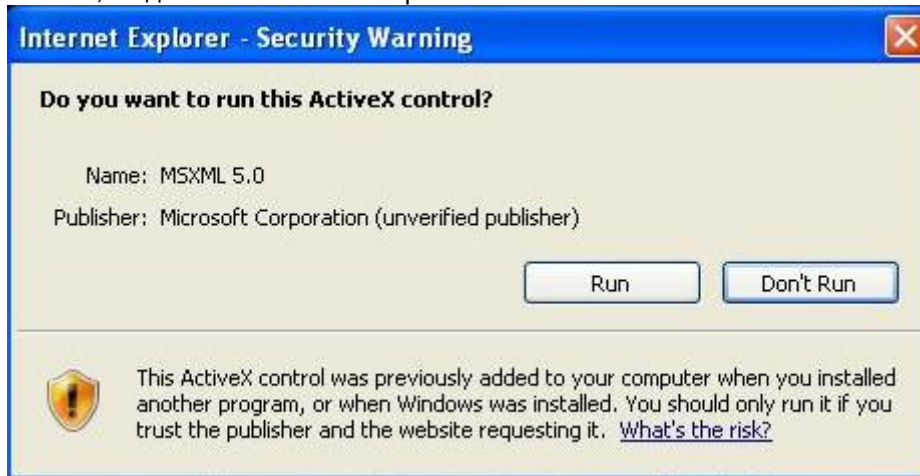 Internet Explorer - Security Warning
Do you want to run this ActiveX control?
Name: MSXML 5.0
Publisher: Microsoft Corporation (unverified publisher)
Run
Don't Run
This ActiveX control was previously added to your computer when you installed
another program, or when Windows was installed. You should only run it if you
trust the publisher and the website requesting it. What's the risk?